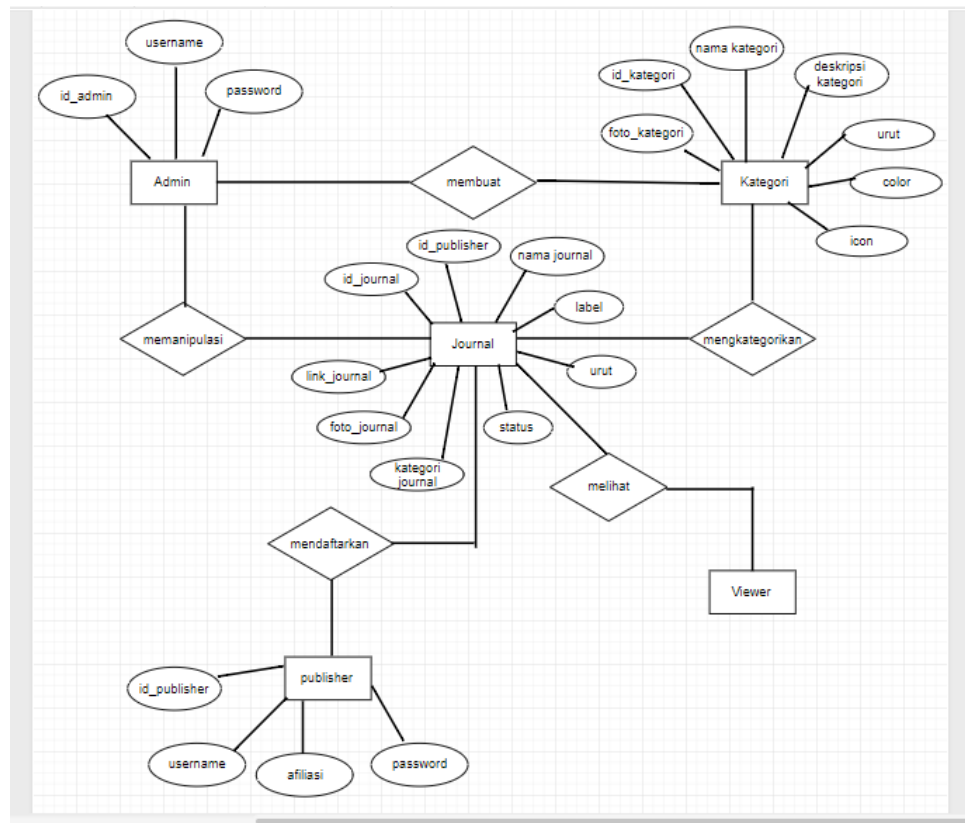 username
nama kategori
id_kategori
deskripsi
kategori
id_admin
password
foto_kategori
urut
Admin
membuat
Kategori
color
icon
id_publisher
nama journal
id_journal
label
memanipulasi
Journal
mengkategorikan
link_journal
urut
foto_journal
status
kategori
journal
melihat
mendaftarkan
Viewer
publisher
id_publisher
username
afiliasi
password